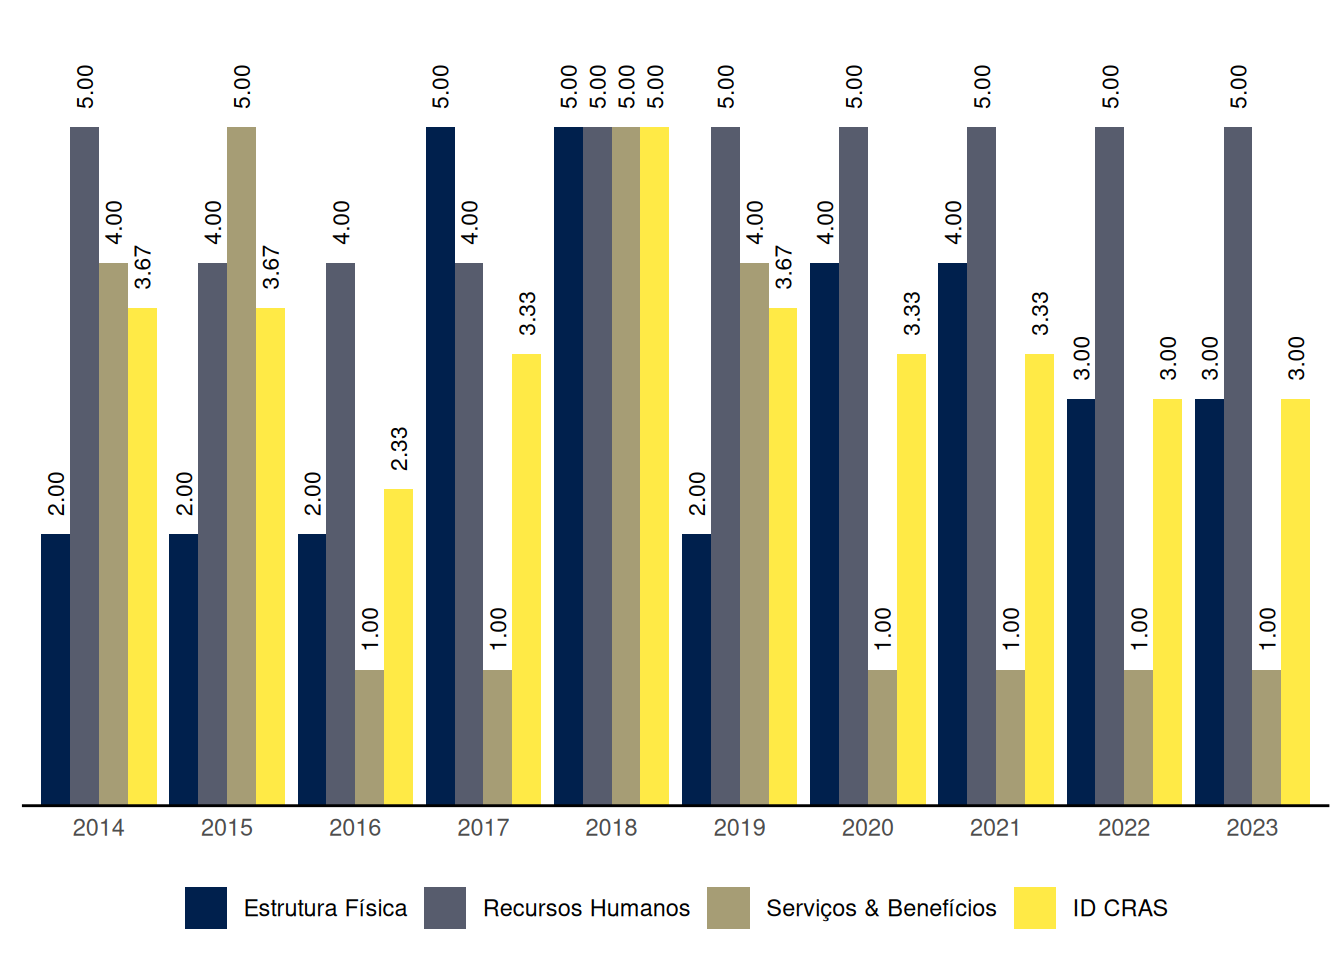 5.00 5.00 5.00 5.00 5.00 5.00 5.00 5.00 5.00 5.00 5.00 5.00
4.00 4.00 4.00 4.00 4.00 4.00 4.00
3.67 3.67 3.67
3.33 3.33 3.33
3.00 3.00 3.00 3.00
2.33
2.00 2.00 2.00 2.00
1.00 1.00 1.00 1.00 1.00 1.00
2014 2015 2016 2017 2018 2019 2020 2021 2022 2023
Estrutura Física Recursos Humanos Serviços & Benefícios ID CRAS